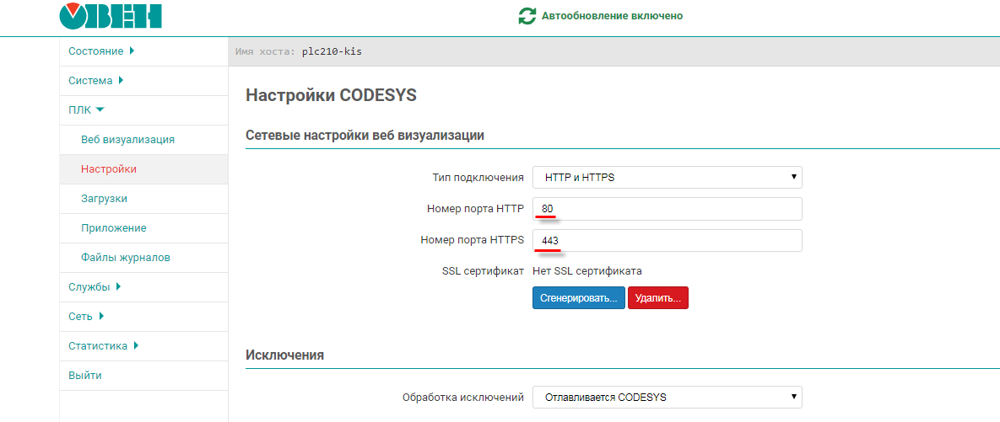 ОВЕН
Автообновление включено
Состояние
Имя хоста: plc210-kis
Система
ПЛК
Веб визуализация
Настройки
Загрузки
Приложение
Файлы журналов
Службы
Сеть
Статистика
Выйти
Настройки CODESYS
Сетевые настройки веб визуализации
Тип подключения HTTP и HTTPS
Номер порта HTTP 80
Номер порта HTTPS 443
SSL сертификат Нет SSL сертификата
Сгенерировать... Удалить...
Исключения
Обработка исключений Отлавливается CODESYS